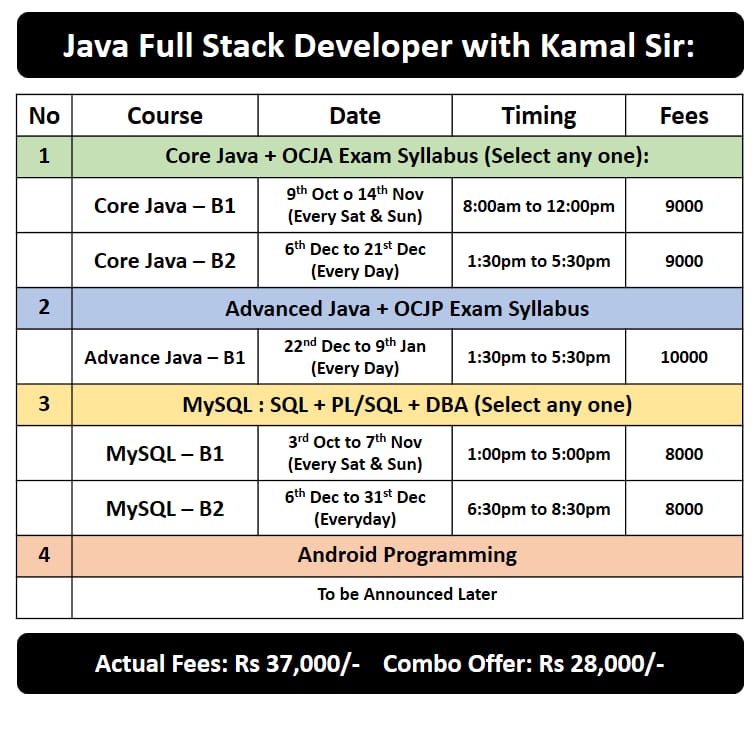 Java Full Stack Developer with Kamal Sir:
No Course Date Timing Fees
1 Core Java + OCJA Exam Syllabus (Select any one):
Core Java – B1 9th Oct o 14th Nov (Every Sat & Sun) 8:00am to 12:00pm 9000
Core Java – B2 6th Dec to 21st Dec (Every Day) 1:30pm to 5:30pm 9000
2 Advanced Java + OCJP Exam Syllabus
Advance Java – B1 22nd Dec to 9th Jan (Every Day) 1:30pm to 5:30pm 10000
3 MySQL : SQL + PL/SQL + DBA (Select any one)
MySQL – B1 3rd Oct to 7th Nov (Every Sat & Sun) 1:00pm to 5:00pm 8000
MySQL – B2 6th Dec to 31st Dec (Everyday) 6:30pm to 8:30pm 8000
4 Android Programming
To be Announced Later
Actual Fees: Rs 37,000/- Combo Offer: Rs 28,000/-